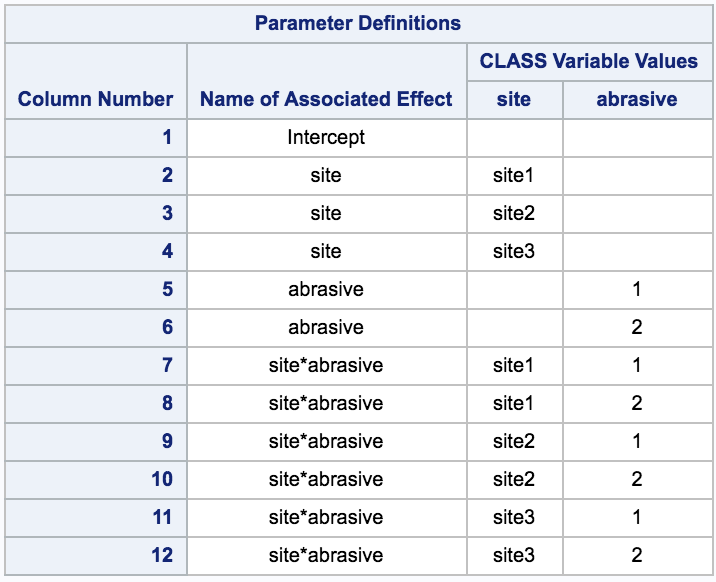 Parameter Definitions
CLASS Variable Values
Column Number Name of Associated Effect site abrasive
1 Intercept
2 site site1
3 site site2
4 site site3
5 abrasive 1
6 abrasive 2
7 site*abrasive site1 1
8 site*abrasive site1 2
9 site*abrasive site2 1
10 site*abrasive site2 2
11 site*abrasive site3 1
12 site*abrasive site3 2